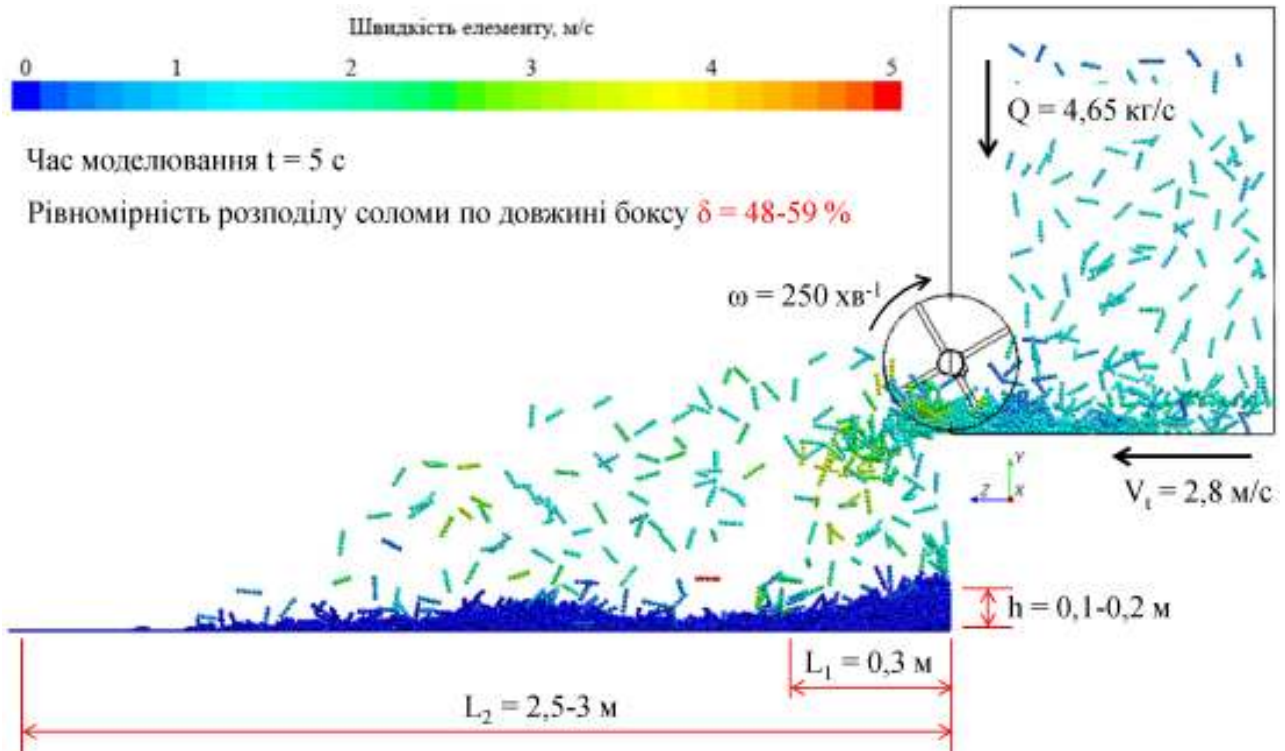 Швидкість елементу, м/с
0 1 2 3 4 5
Час моделювання t = 5 с
Рівномірність розподілу соломи по довжині боксу δ = 48-59 %
Q = 4,65 кг/с
ω = 250 хв⁻¹
Y
Z X
V_t = 2,8 м/с
h = 0,1-0,2 м
L₁ = 0,3 м
L₂ = 2,5-3 м